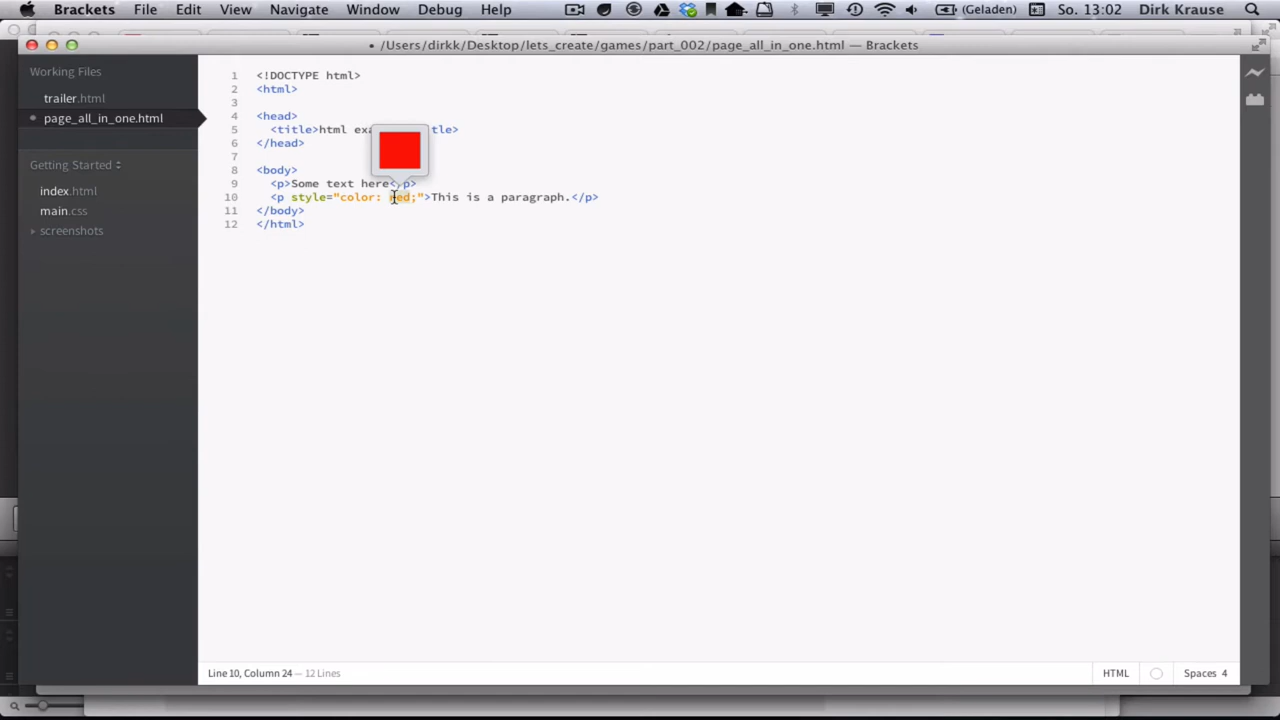 Brackets File Edit View Navigate Window Debug Help (Geladen) So. 13:02 Dirk Krause
• /Users/dirkk/Desktop/lets_create/games/part_002/page_all_in_one.html — Brackets
Working Files
trailer.html
page_all_in_one.html
Getting Started
index.html
main.css
screenshots
1 <!DOCTYPE html>
2 <html>
3
4 <head>
5 <title>html exa tle>
6 </head>
7
8 <body>
9 <p>Some text here</p>
10 <p style="color: red;">This is a paragraph.</p>
11 </body>
12 </html>
Line 10, Column 24 — 12 Lines HTML Spaces 4